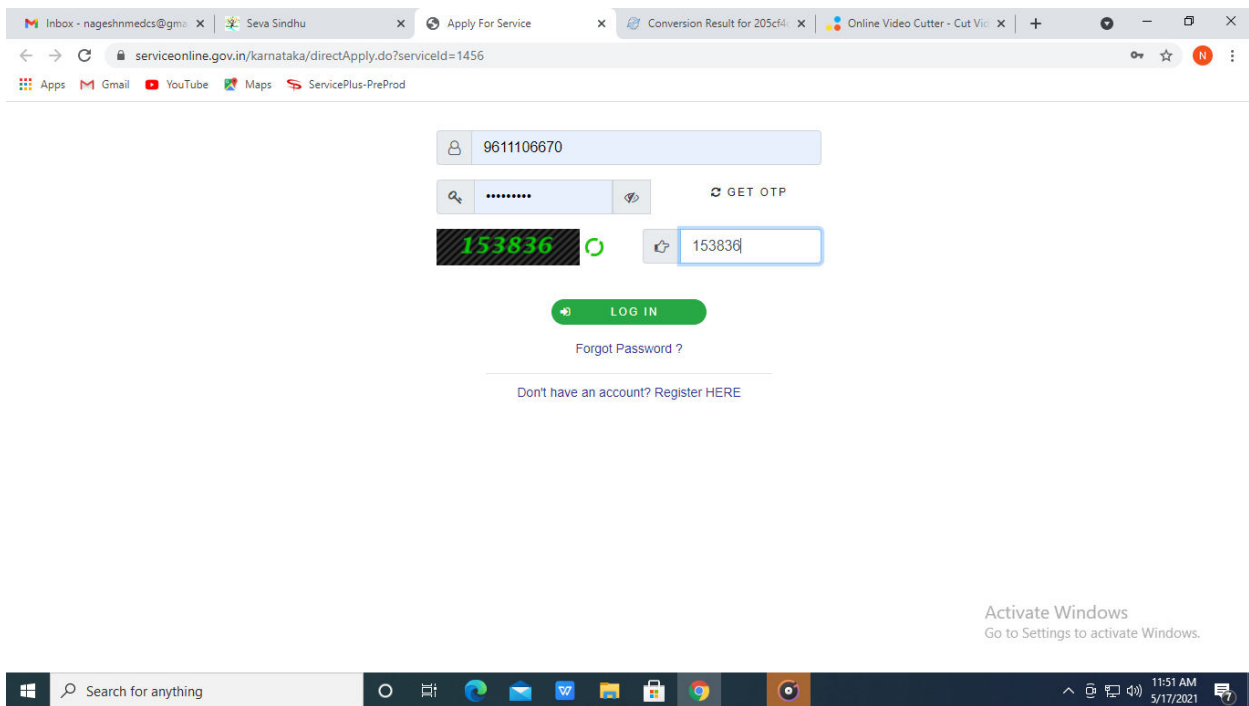 Inbox - nageshnmedcs@gma
Seva Sindhu
Apply For Service
Conversion Result for 205cf4
Online Video Cutter - Cut Vid
serviceonline.gov.in/karnataka/directApply.do?serviceId=1456
N
Apps Gmail YouTube Maps ServicePlus-PreProd
9611106670
•••••••••
GET OTP
153836
153836
LOG IN
Forgot Password ?
Don't have an account? Register HERE
Activate Windows
Go to Settings to activate Windows.
Search for anything
W
11:51 AM
5/17/2021
7